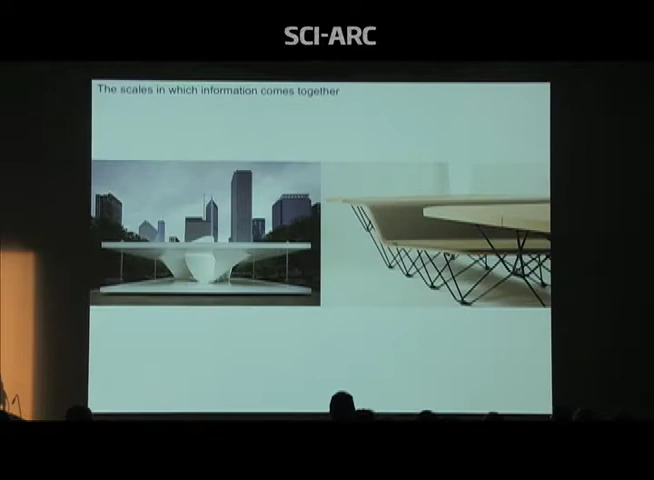 SCI-ARC
The scales in which information comes together